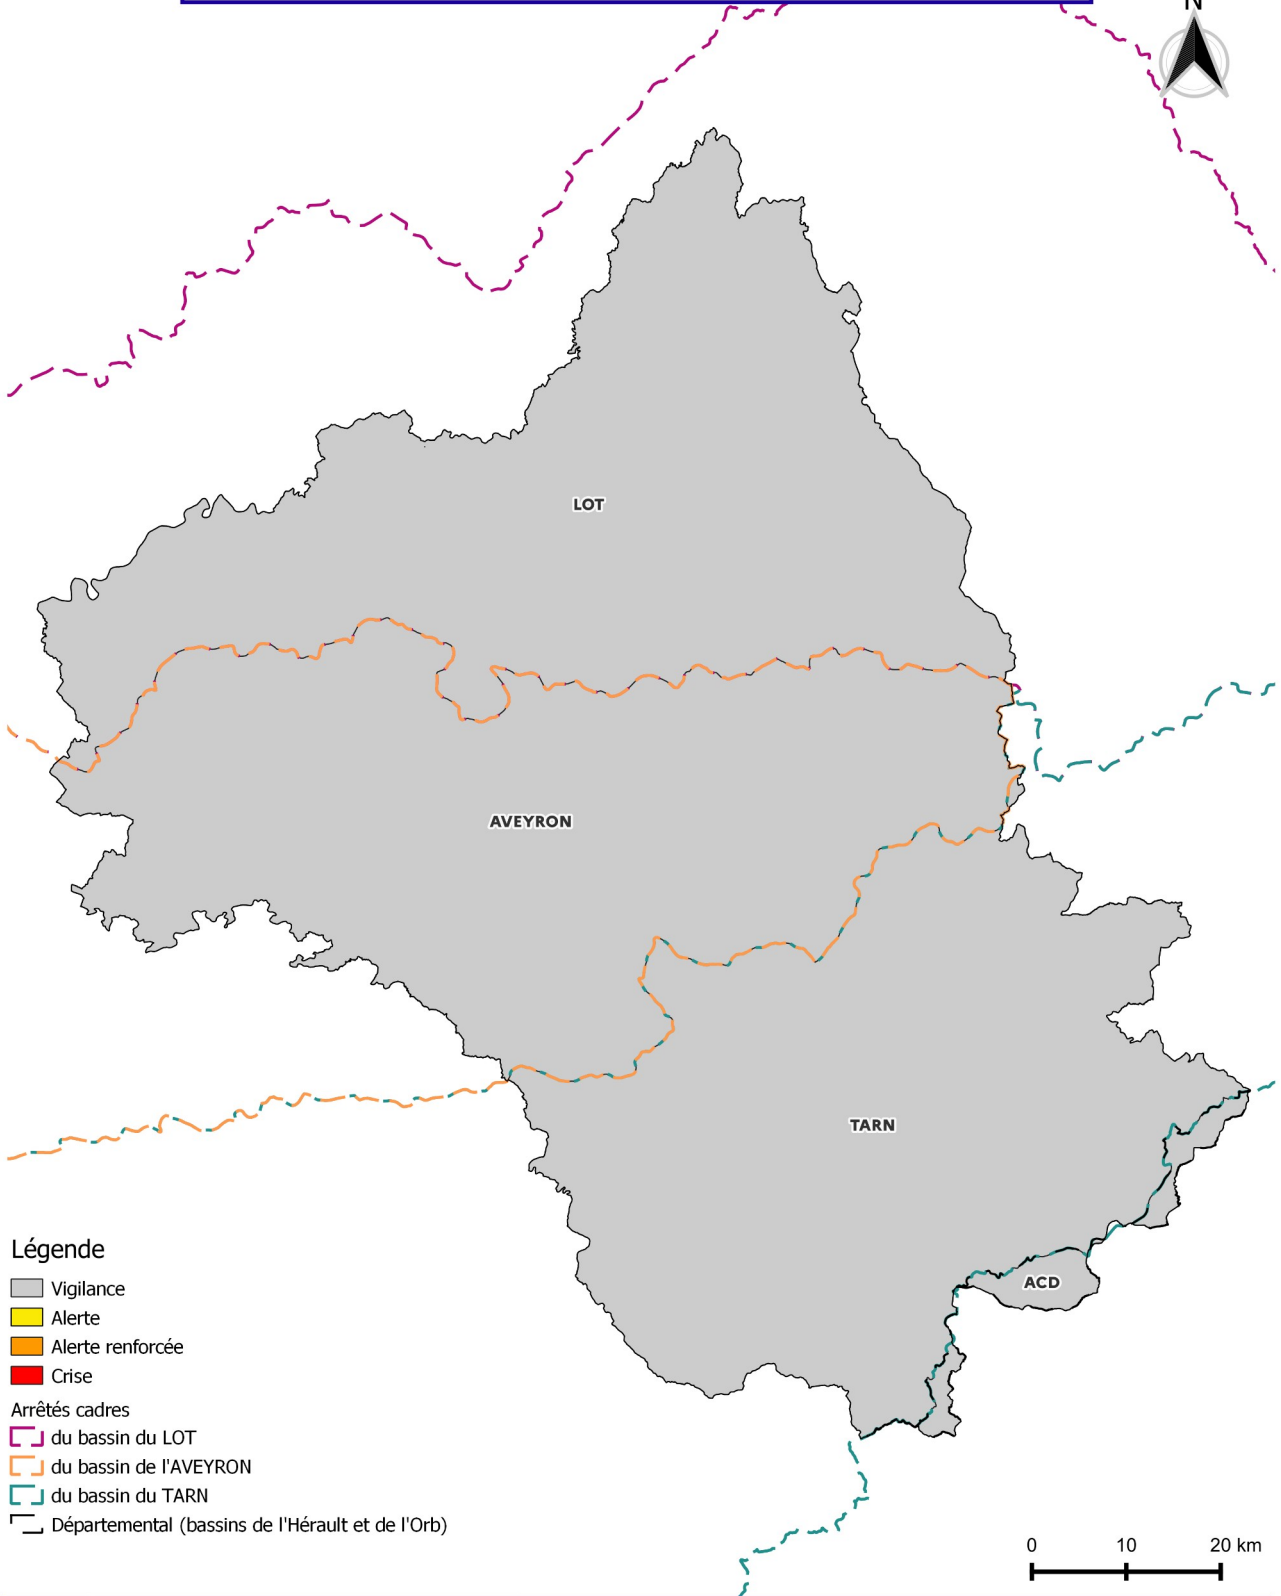 N
LOT
AVEYRON
TARN
ACD
Légende
Vigilance
Alerte
Alerte renforcée
Crise
Arrêtés cadres
du bassin du LOT
du bassin de l'AVEYRON
du bassin du TARN
Départemental (bassins de l'Hérault et de l'Orb)
0 10 20 km